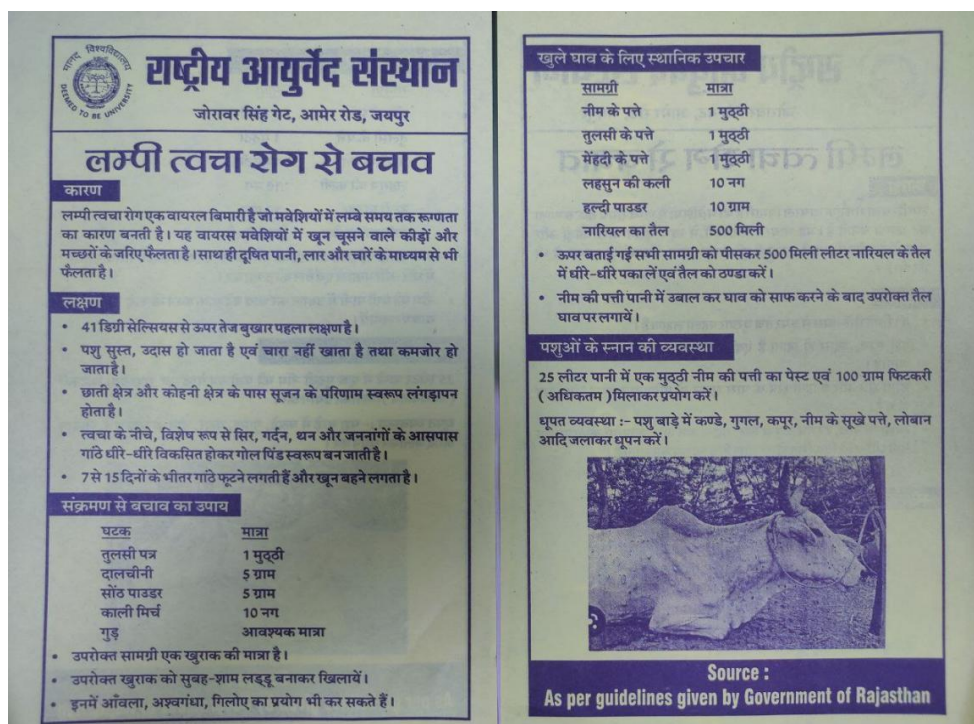 मानद विश्वविद्यालय
DEEMED TO BE UNIVERSITY
राष्ट्रीय आयुर्वेद संस्थान
जोरावर सिंह गेट, आमेर रोड, जयपुर
लम्पी त्वचा रोग से बचाव
कारण
लम्पी त्वचा रोग एक वायरल बिमारी है जो मवेशियों में लम्बे समय तक रूग्णता
का कारण बनती है। यह वायरस मवेशियों में खून चूसने वाले कीड़ों और
मच्छरों के जरिए फैलता है। साथ ही दूषित पानी, लार और चारें के माध्यम से भी
फैलता है।
लक्षण
• 41 डिग्री सेल्सियस से ऊपर तेज बुखार पहला लक्षण है।
• पशु सुस्त, उदास हो जाता है एवं चारा नहीं खाता है तथा कमजोर हो
जाता है।
• छाती क्षेत्र और कोहनी क्षेत्र के पास सूजन के परिणाम स्वरूप लंगड़ापन
होता है।
• त्वचा के नीचे, विशेष रूप से सिर, गर्दन, थन और जननांगों के आसपास
गांठे धीरे-धीरे विकसित होकर गोल पिंड स्वरूप बन जाती है।
• 7 से 15 दिनों के भीतर गांठे फूटने लगती हैं और खून बहने लगता है।
संक्रमण से बचाव का उपाय
घटक मात्रा
तुलसी पत्र 1 मुठ्ठी
दालचीनी 5 ग्राम
सोंठ पाउडर 5 ग्राम
काली मिर्च 10 नग
गुड़ आवश्यक मात्रा
• उपरोक्त सामग्री एक खुराक की मात्रा है।
• उपरोक्त खुराक को सुबह-शाम लड्डू बनाकर खिलायें।
• इनमें आँवला, अश्वगंधा, गिलोए का प्रयोग भी कर सकते हैं।
खुले घाव के लिए स्थानिक उपचार
सामग्री मात्रा
नीम के पत्ते 1 मुठ्ठी
तुलसी के पत्ते 1 मुठ्ठी
मेंहदी के पत्ते 1 मुठ्ठी
लहसुन की कली 10 नग
हल्दी पाउडर 10 ग्राम
नारियल का तैल 500 मिली
• ऊपर बताई गई सभी सामग्री को पीसकर 500 मिली लीटर नारियल के तैल
में धीरे-धीरे पका लें एवं तैल को ठण्डा करें।
• नीम की पत्ती पानी में उबाल कर घाव को साफ करने के बाद उपरोक्त तैल
घाव पर लगायें।
पशुओं के स्नान की व्यवस्था
25 लीटर पानी में एक मुठ्ठी नीम की पत्ती का पेस्ट एवं 100 ग्राम फिटकरी
( अधिकतम ) मिलाकर प्रयोग करें।
धूपत व्यवस्था :- पशु बाड़े में कण्डे, गुगल, कपूर, नीम के सूखे पत्ते, लोबान
आदि जलाकर धूपन करें।
Source :
As per guidelines given by Government of Rajasthan